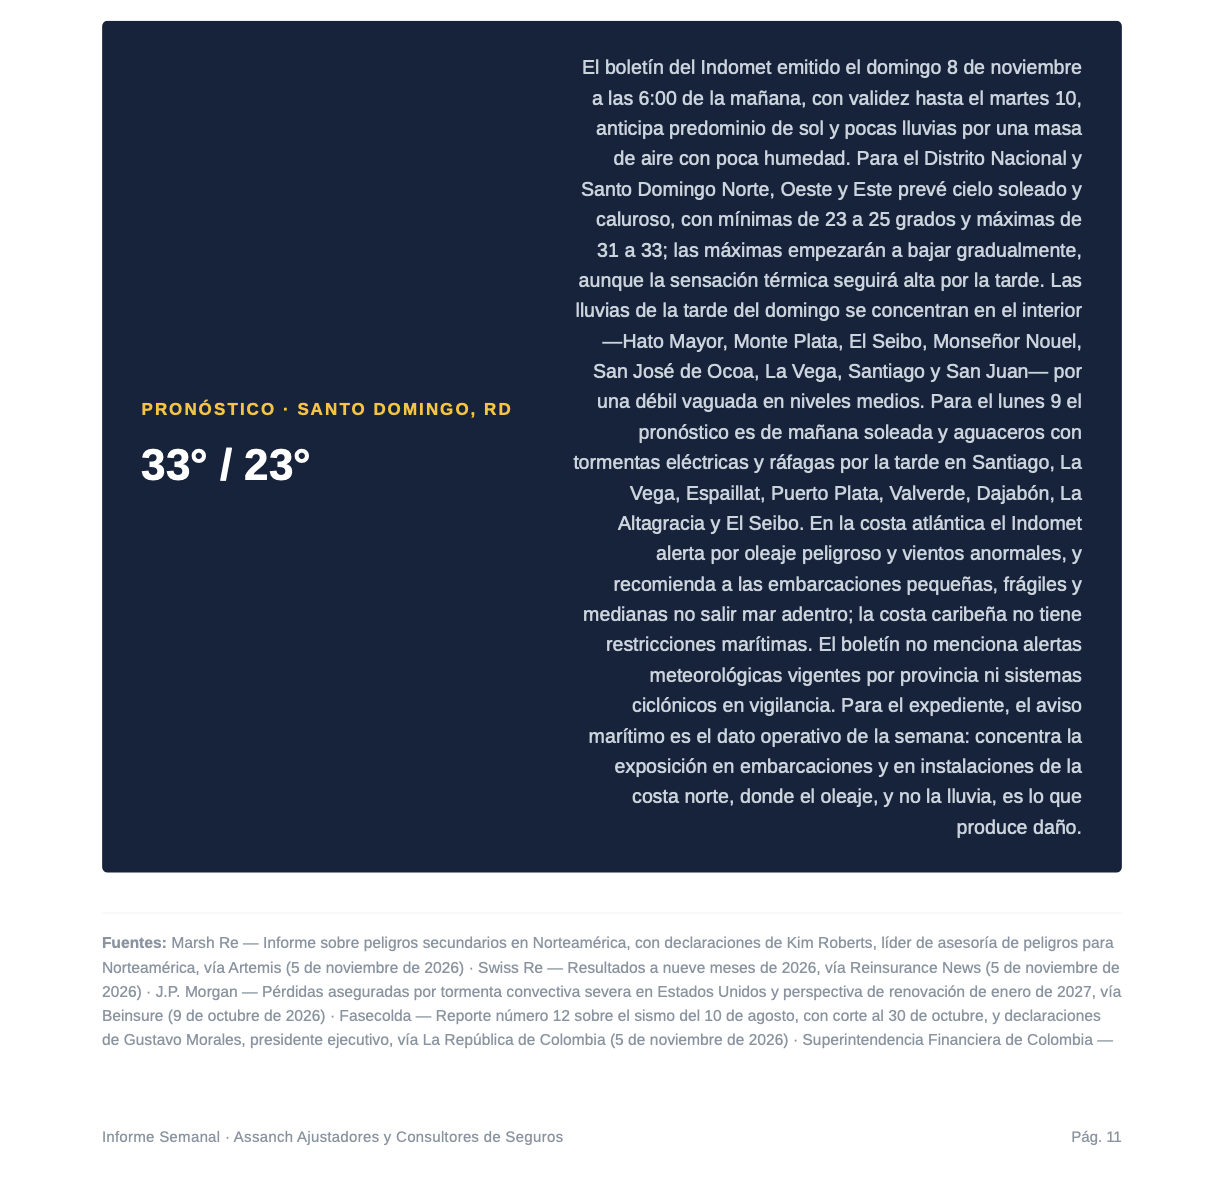 PRONÓSTICO · SANTO DOMINGO, RD
33° / 23°
El boletín del Indomet emitido el domingo 8 de noviembre
a las 6:00 de la mañana, con validez hasta el martes 10,
anticipa predominio de sol y pocas lluvias por una masa
de aire con poca humedad. Para el Distrito Nacional y
Santo Domingo Norte, Oeste y Este prevé cielo soleado y
caluroso, con mínimas de 23 a 25 grados y máximas de
31 a 33; las máximas empezarán a bajar gradualmente,
aunque la sensación térmica seguirá alta por la tarde. Las
lluvias de la tarde del domingo se concentran en el interior
—Hato Mayor, Monte Plata, El Seibo, Monseñor Nouel,
San José de Ocoa, La Vega, Santiago y San Juan— por
una débil vaguada en niveles medios. Para el lunes 9 el
pronóstico es de mañana soleada y aguaceros con
tormentas eléctricas y ráfagas por la tarde en Santiago, La
Vega, Espaillat, Puerto Plata, Valverde, Dajabón, La
Altagracia y El Seibo. En la costa atlántica el Indomet
alerta por oleaje peligroso y vientos anormales, y
recomienda a las embarcaciones pequeñas, frágiles y
medianas no salir mar adentro; la costa caribeña no tiene
restricciones marítimas. El boletín no menciona alertas
meteorológicas vigentes por provincia ni sistemas
ciclónicos en vigilancia. Para el expediente, el aviso
marítimo es el dato operativo de la semana: concentra la
exposición en embarcaciones y en instalaciones de la
costa norte, donde el oleaje, y no la lluvia, es lo que
produce daño.
Fuentes: Marsh Re — Informe sobre peligros secundarios en Norteamérica, con declaraciones de Kim Roberts, líder de asesoría de peligros para
Norteamérica, vía Artemis (5 de noviembre de 2026) · Swiss Re — Resultados a nueve meses de 2026, vía Reinsurance News (5 de noviembre de
2026) · J.P. Morgan — Pérdidas aseguradas por tormenta convectiva severa en Estados Unidos y perspectiva de renovación de enero de 2027, vía
Beinsure (9 de octubre de 2026) · Fasecolda — Reporte número 12 sobre el sismo del 10 de agosto, con corte al 30 de octubre, y declaraciones
de Gustavo Morales, presidente ejecutivo, vía La República de Colombia (5 de noviembre de 2026) · Superintendencia Financiera de Colombia —
Informe Semanal · Assanch Ajustadores y Consultores de Seguros
Pág. 11